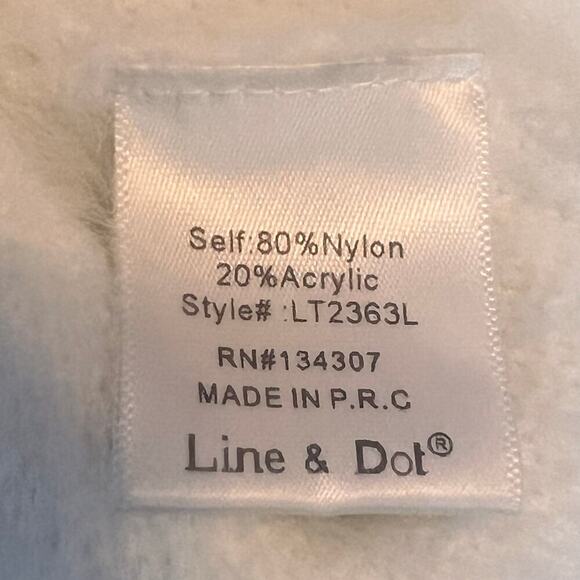 Self:80%Nylon
20%Acrylic
Style# :LT2363L
RN#134307
MADE IN P.R.C
Line & Dot®